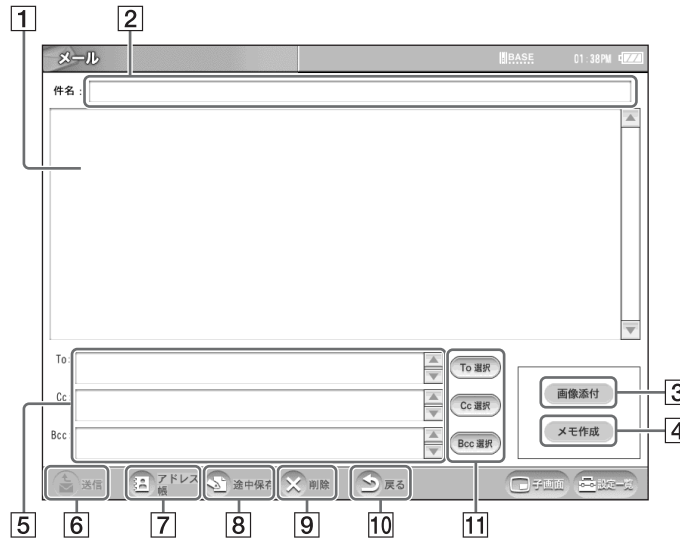 1 2
メール BASE 01:38PM
件名:
To:
To 選択
Cc:
Cc 選択
Bcc:
Bcc 選択
画像添付 3
メモ作成 4
送信 アドレス帳 途中保存 削除 戻る 子画面 設定一覧
5 6 7 8 9 10 11